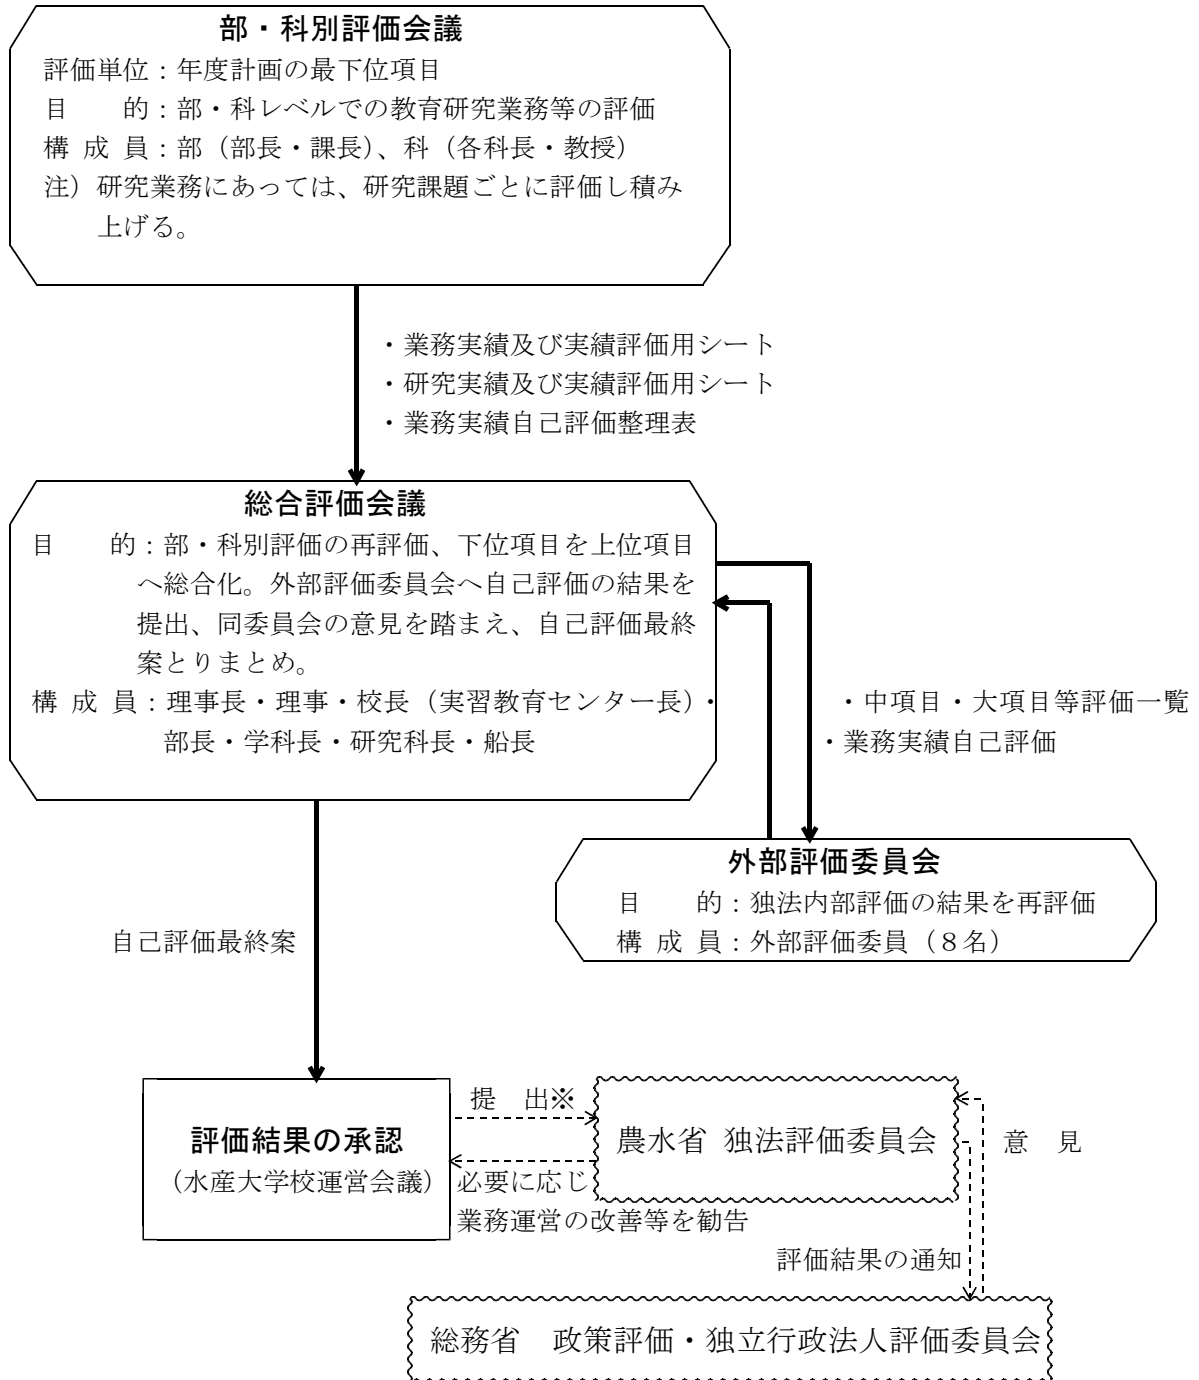 部・科別評価会議
評価単位：年度計画の最下位項目
目　　的：部・科レベルでの教育研究業務等の評価
構 成 員：部（部長・課長）、科（各科長・教授）
注）研究業務にあっては、研究課題ごとに評価し積み
上げる。
・業務実績及び実績評価用シート
・研究実績及び実績評価用シート
・業務実績自己評価整理表
総合評価会議
目　　的：部・科別評価の再評価、下位項目を上位項目
へ総合化。外部評価委員会へ自己評価の結果を
提出、同委員会の意見を踏まえ、自己評価最終
案とりまとめ。
構 成 員：理事長・理事・校長（実習教育センター長）・
部長・学科長・研究科長・船長
・中項目・大項目等評価一覧
・業務実績自己評価
外部評価委員会
目　　的：独法内部評価の結果を再評価
構 成 員：外部評価委員（８名）
自己評価最終案
評価結果の承認
（水産大学校運営会議）
提　出※
必要に応じ
業務運営の改善等を勧告
農水省 独法評価委員会
意　見
評価結果の通知
総務省　政策評価・独立行政法人評価委員会